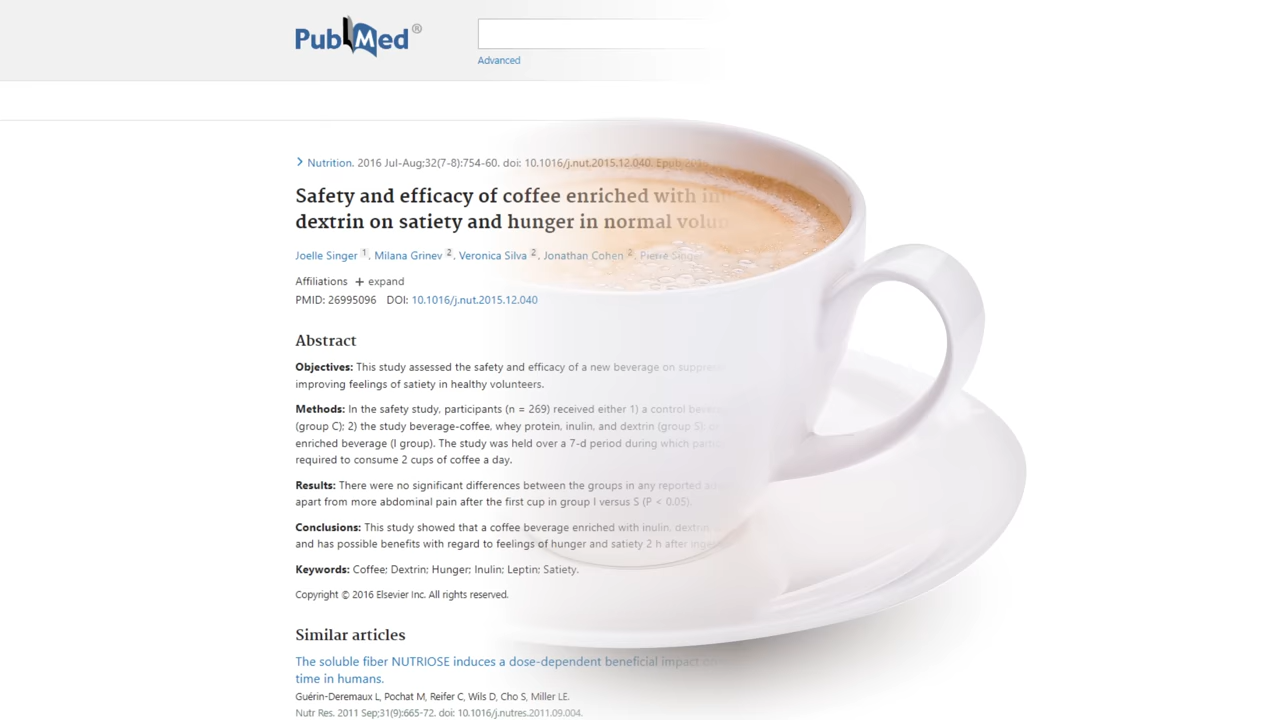 PubMed®
Advanced
Nutrition. 2016 Jul-Aug;32(7-8):754-60. doi: 10.1016/j.nut.2015.12.040. Epub
Safety and efficacy of coffee enriched with
dextrin on satiety and hunger in normal
Joelle Singer 1, Milana Grinev 2, Veronica Silva 2, Jonathan Cohen 2, Pierre Singer
Affiliations + expand
PMID: 26995096 DOI: 10.1016/j.nut.2015.12.040
Abstract
Objectives: This study assessed the safety and efficacy of a new beverage on
improving feelings of satiety in healthy volunteers.
Methods: In the safety study, participants (n = 269) received either 1) a control
(group C); 2) the study beverage-coffee, whey protein, inulin, and dextrin (group S);
enriched beverage (I group). The study was held over a 7-d period during which
required to consume 2 cups of coffee a day.
Results: There were no significant differences between the groups in any reported
apart from more abdominal pain after the first cup in group I versus S (P < 0.05).
Conclusions: This study showed that a coffee beverage enriched with inulin, dextrin
and has possible benefits with regard to feelings of hunger and satiety 2 h after
Keywords: Coffee; Dextrin; Hunger; Inulin; Leptin; Satiety.
Copyright © 2016 Elsevier Inc. All rights reserved.
Similar articles
The soluble fiber NUTRIOSE induces a dose-dependent beneficial impact
time in humans.
Guérin-Deremaux L, Pochat M, Reifer C, Wils D, Cho S, Miller LE.
Nutr Res. 2011 Sep;31(9):665-72. doi: 10.1016/j.nutres.2011.09.004.